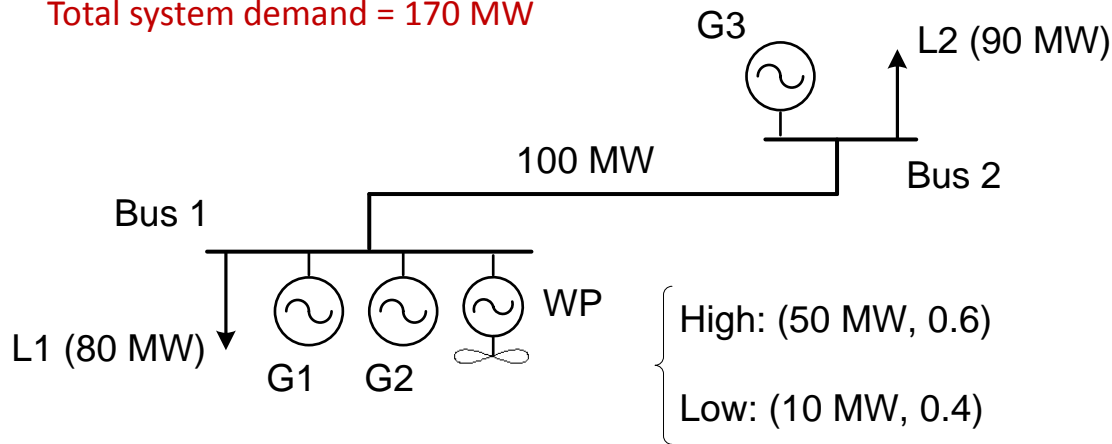 Total system demand = 170 MW
G3
L2 (90 MW)
100 MW
Bus 2
Bus 1
WP
High: (50 MW, 0.6)
L1 (80 MW)
G1
G2
Low: (10 MW, 0.4)